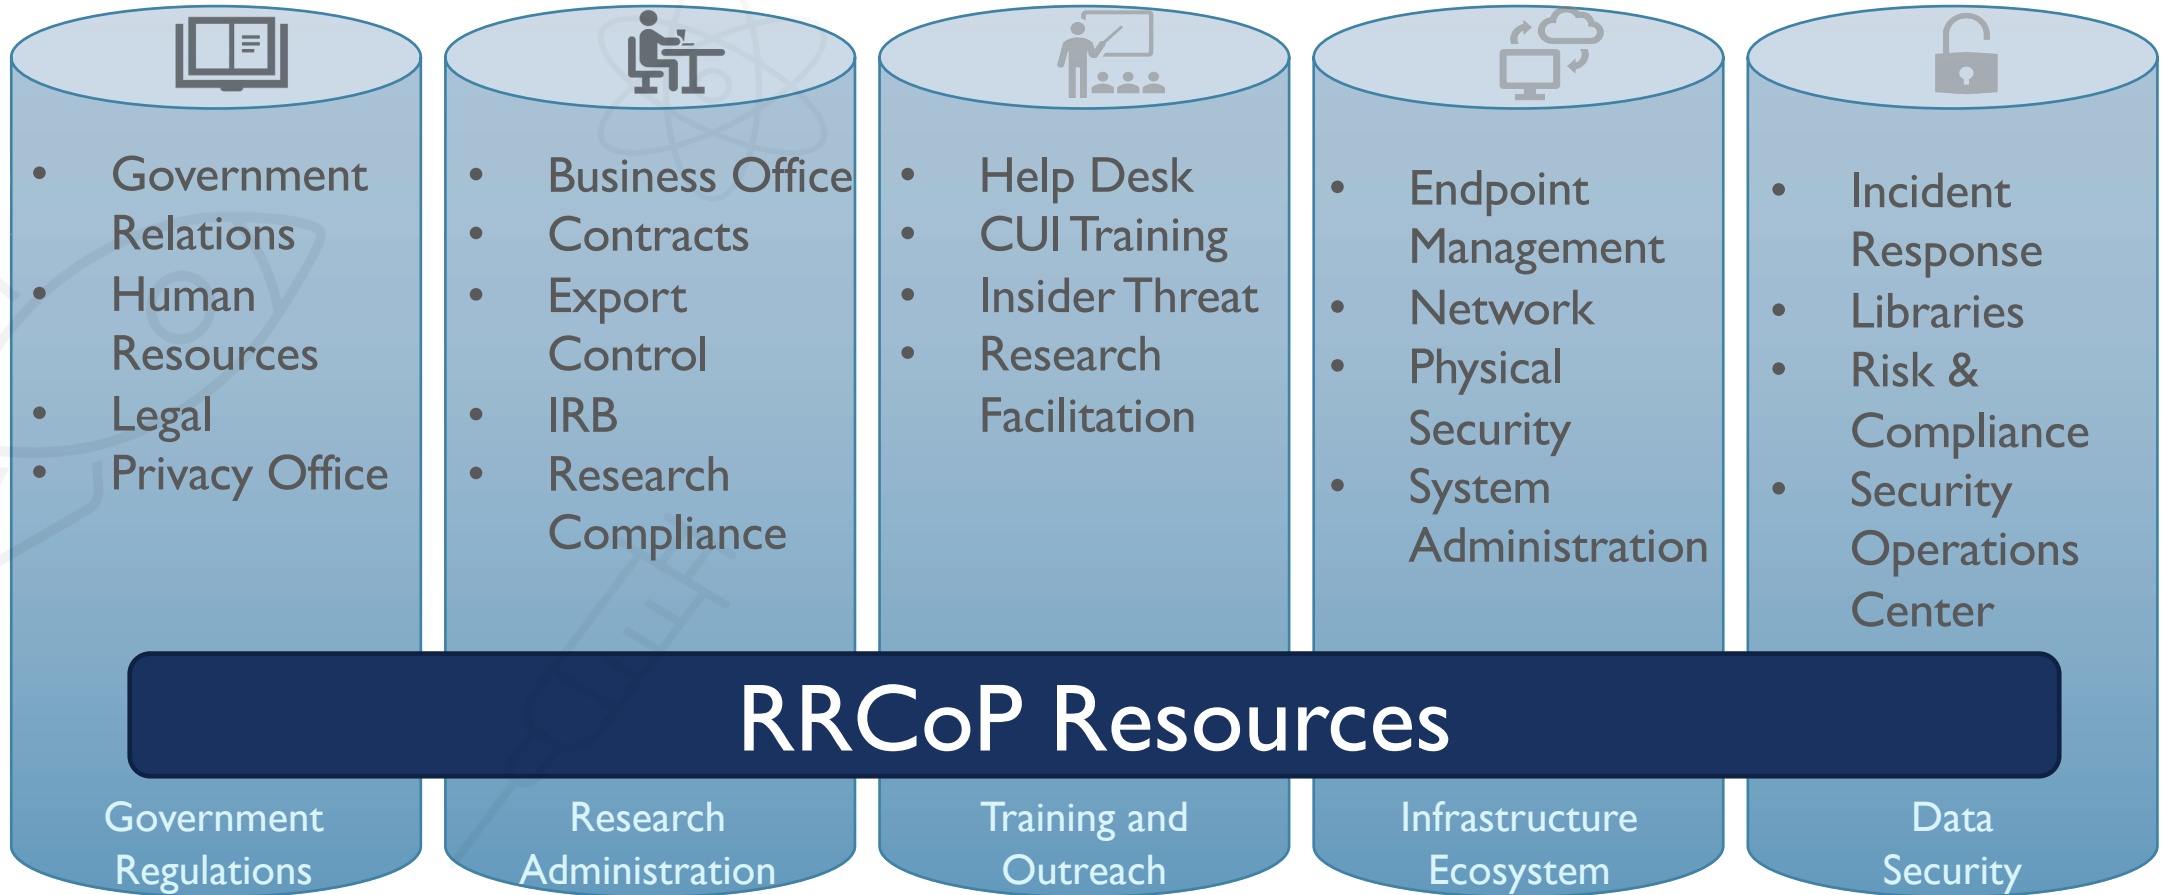 • Government
Relations
• Human
Resources
• Legal
• Privacy Office
• Business Office
• Contracts
• Export
Control
• IRB
• Research
Compliance
• Help Desk
• CUI Training
• Insider Threat
• Research
Facilitation
• Endpoint
Management
• Network
• Physical
Security
• System
Administration
• Incident
Response
• Libraries
• Risk &
Compliance
• Security
Operations
Center
RRCoP Resources
Government
Regulations
Research
Administration
Training and
Outreach
Infrastructure
Ecosystem
Data
Security